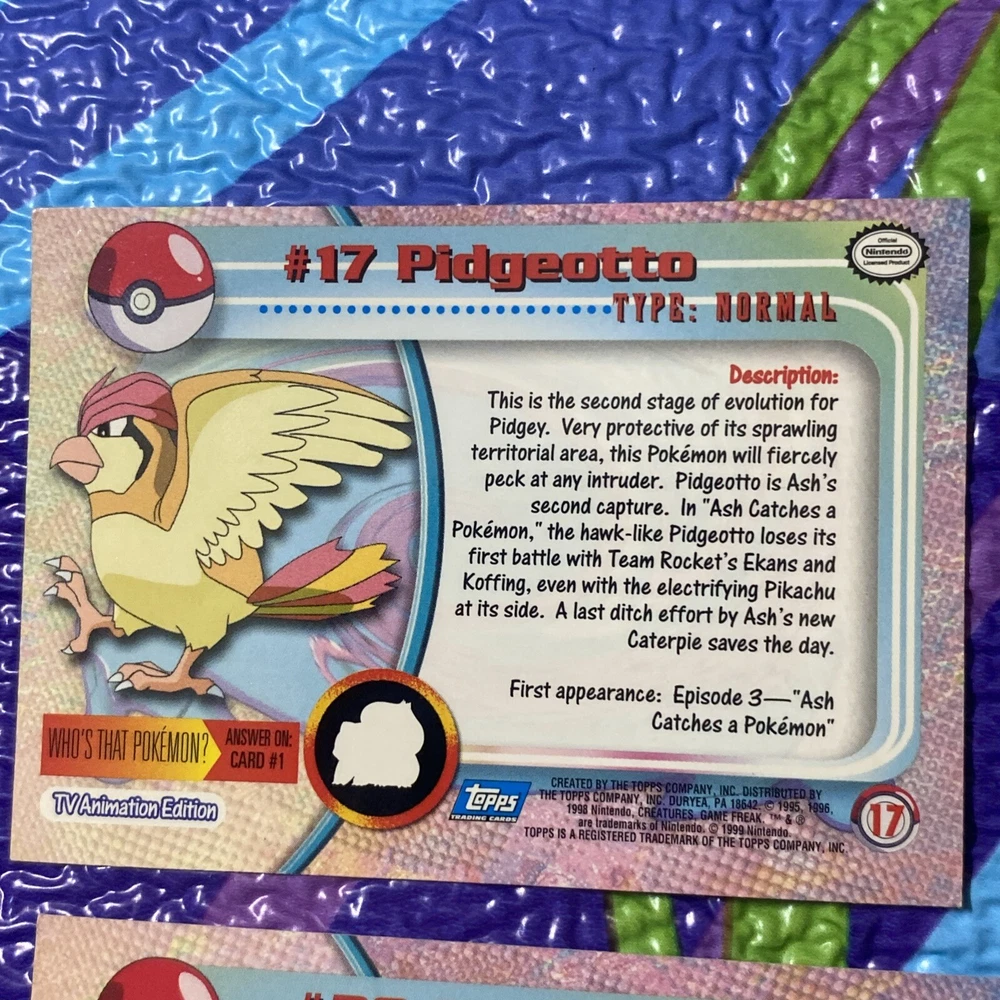 #17 Pidgeotto
Official
Nintendo
Licensed Product
TYPE: NORMAL
Description:
This is the second stage of evolution for
Pidgey. Very protective of its sprawling
territorial area, this Pokémon will fiercely
peck at any intruder. Pidgeotto is Ash's
second capture. In "Ash Catches a
Pokémon," the hawk-like Pidgeotto loses its
first battle with Team Rocket's Ekans and
Koffing, even with the electrifying Pikachu
at its side. A last ditch effort by Ash's new
Caterpie saves the day.
First appearance: Episode 3—"Ash
Catches a Pokémon"
WHO'S THAT POKÉMON?
ANSWER ON:
CARD #1
TV Animation Edition
topps
TRADING CARDS
CREATED BY THE TOPPS COMPANY, INC. DISTRIBUTED BY
THE TOPPS COMPANY, INC. DURYEA, PA 18642. © 1995, 1996,
1998 Nintendo, CREATURES, GAME FREAK. ™ & ®
are trademarks of Nintendo. © 1999 Nintendo.
TOPPS IS A REGISTERED TRADEMARK OF THE TOPPS COMPANY, INC.
17